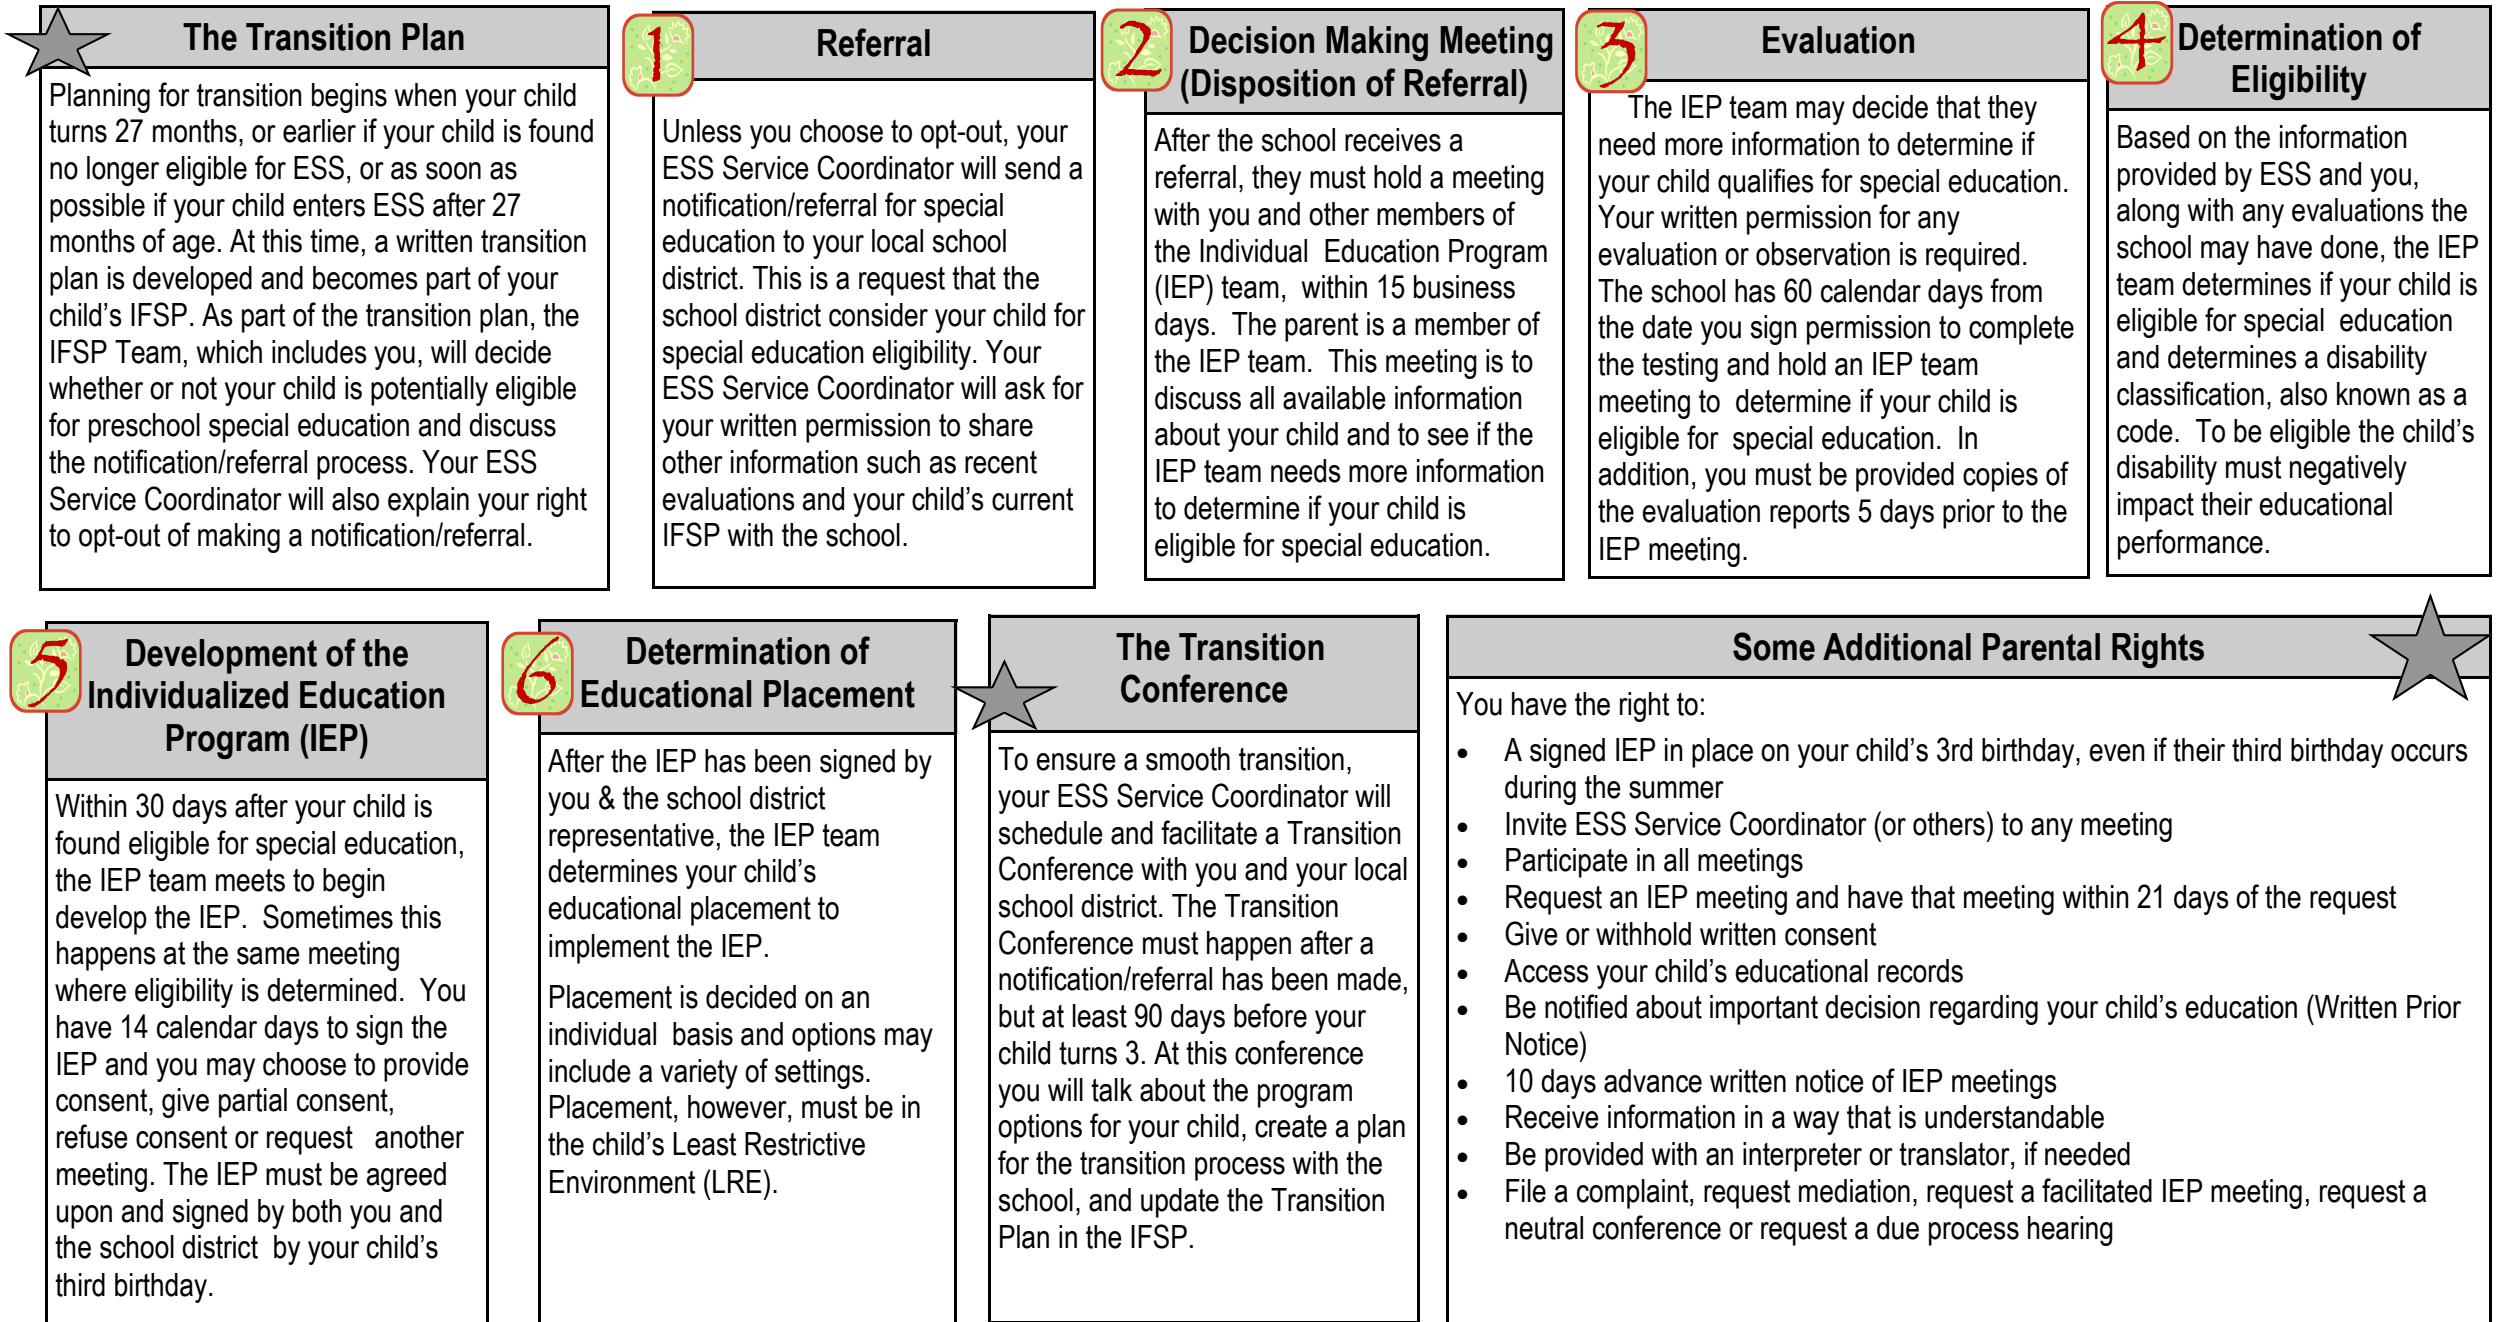 The Transition Plan
Planning for transition begins when your child
turns 27 months, or earlier if your child is found
no longer eligible for ESS, or as soon as
possible if your child enters ESS after 27
months of age. At this time, a written transition
plan is developed and becomes part of your
child’s IFSP. As part of the transition plan, the
IFSP Team, which includes you, will decide
whether or not your child is potentially eligible
for preschool special education and discuss
the notification/referral process. Your ESS
Service Coordinator will also explain your right
to opt-out of making a notification/referral.
1
Referral
Unless you choose to opt-out, your
ESS Service Coordinator will send a
notification/referral for special
education to your local school
district. This is a request that the
school district consider your child for
special education eligibility. Your
ESS Service Coordinator will ask for
your written permission to share
other information such as recent
evaluations and your child’s current
IFSP with the school.
2
Decision Making Meeting
(Disposition of Referral)
After the school receives a
referral, they must hold a meeting
with you and other members of
the Individual Education Program
(IEP) team, within 15 business
days. The parent is a member of
the IEP team. This meeting is to
discuss all available information
about your child and to see if the
IEP team needs more information
to determine if your child is
eligible for special education.
3
Evaluation
The IEP team may decide that they
need more information to determine if
your child qualifies for special education.
Your written permission for any
evaluation or observation is required.
The school has 60 calendar days from
the date you sign permission to complete
the testing and hold an IEP team
meeting to determine if your child is
eligible for special education. In
addition, you must be provided copies of
the evaluation reports 5 days prior to the
IEP meeting.
4
Determination of
Eligibility
Based on the information
provided by ESS and you,
along with any evaluations the
school may have done, the IEP
team determines if your child is
eligible for special education
and determines a disability
classification, also known as a
code. To be eligible the child’s
disability must negatively
impact their educational
performance.
5
Development of the
Individualized Education
Program (IEP)
Within 30 days after your child is
found eligible for special education,
the IEP team meets to begin
develop the IEP. Sometimes this
happens at the same meeting
where eligibility is determined. You
have 14 calendar days to sign the
IEP and you may choose to provide
consent, give partial consent,
refuse consent or request another
meeting. The IEP must be agreed
upon and signed by both you and
the school district by your child’s
third birthday.
6
Determination of
Educational Placement
After the IEP has been signed by
you & the school district
representative, the IEP team
determines your child’s
educational placement to
implement the IEP.
Placement is decided on an
individual basis and options may
include a variety of settings.
Placement, however, must be in
the child’s Least Restrictive
Environment (LRE).
The Transition
Conference
To ensure a smooth transition,
your ESS Service Coordinator will
schedule and facilitate a Transition
Conference with you and your local
school district. The Transition
Conference must happen after a
notification/referral has been made,
but at least 90 days before your
child turns 3. At this conference
you will talk about the program
options for your child, create a plan
for the transition process with the
school, and update the Transition
Plan in the IFSP.
Some Additional Parental Rights
You have the right to:
• A signed IEP in place on your child’s 3rd birthday, even if their third birthday occurs
during the summer
• Invite ESS Service Coordinator (or others) to any meeting
• Participate in all meetings
• Request an IEP meeting and have that meeting within 21 days of the request
• Give or withhold written consent
• Access your child’s educational records
• Be notified about important decision regarding your child’s education (Written Prior
Notice)
• 10 days advance written notice of IEP meetings
• Receive information in a way that is understandable
• Be provided with an interpreter or translator, if needed
• File a complaint, request mediation, request a facilitated IEP meeting, request a
neutral conference or request a due process hearing